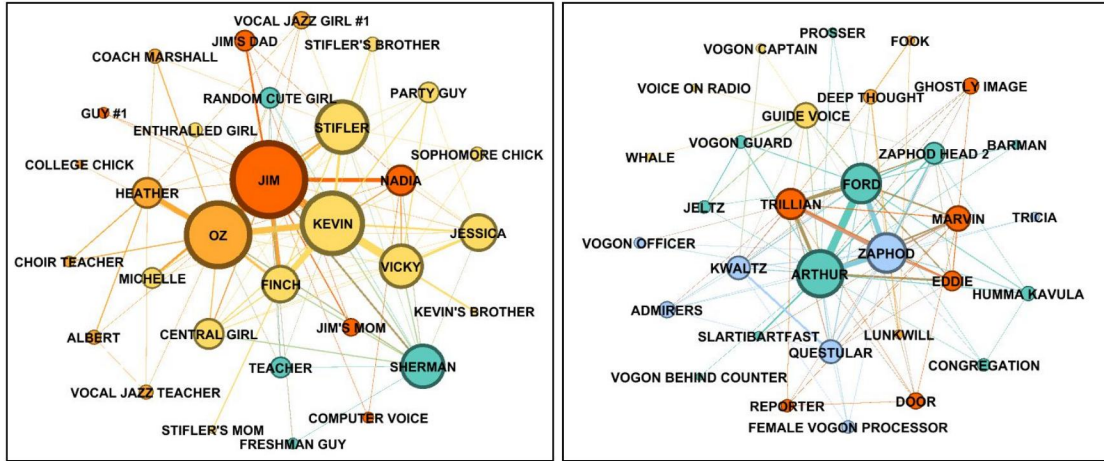 VOCAL JAZZ GIRL #1
JIM'S DAD
STIFLER'S BROTHER
COACH MARSHALL
RANDOM CUTE GIRL
PARTY GUY
GUY #1
STIFLER
ENTHRALLED GIRL
SOPHOMORE CHICK
COLLEGE CHICK
JIM
NADIA
HEATHER
KEVIN
OZ
JESSICA
CHOIR TEACHER
VICKY
MICHELLE
FINCH
KEVIN'S BROTHER
CENTRAL GIRL
JIM'S MOM
ALBERT
TEACHER
SHERMAN
VOCAL JAZZ TEACHER
COMPUTER VOICE
STIFLER'S MOM
FRESHMAN GUY
PROSSER
FOOK
VOGON CAPTAIN
VOICE ON RADIO
DEEP THOUGHT
GHOSTLY IMAGE
GUIDE VOICE
VOGON GUARD
ZAPHOD HEAD 2
BARMAN
WHALE
FORD
JELTZ
TRILLIAN
MARVIN
TRICIA
VOGON OFFICER
ZAPHOD
KWALTZ
ARTHUR
EDDIE
HUMMA KAVULA
ADMIRERS
SLARTIBARTFAST
LUNKWILL
QUESTULAR
CONGREGATION
VOGON BEHIND COUNTER
REPORTER
DOOR
FEMALE VOGON PROCESSOR